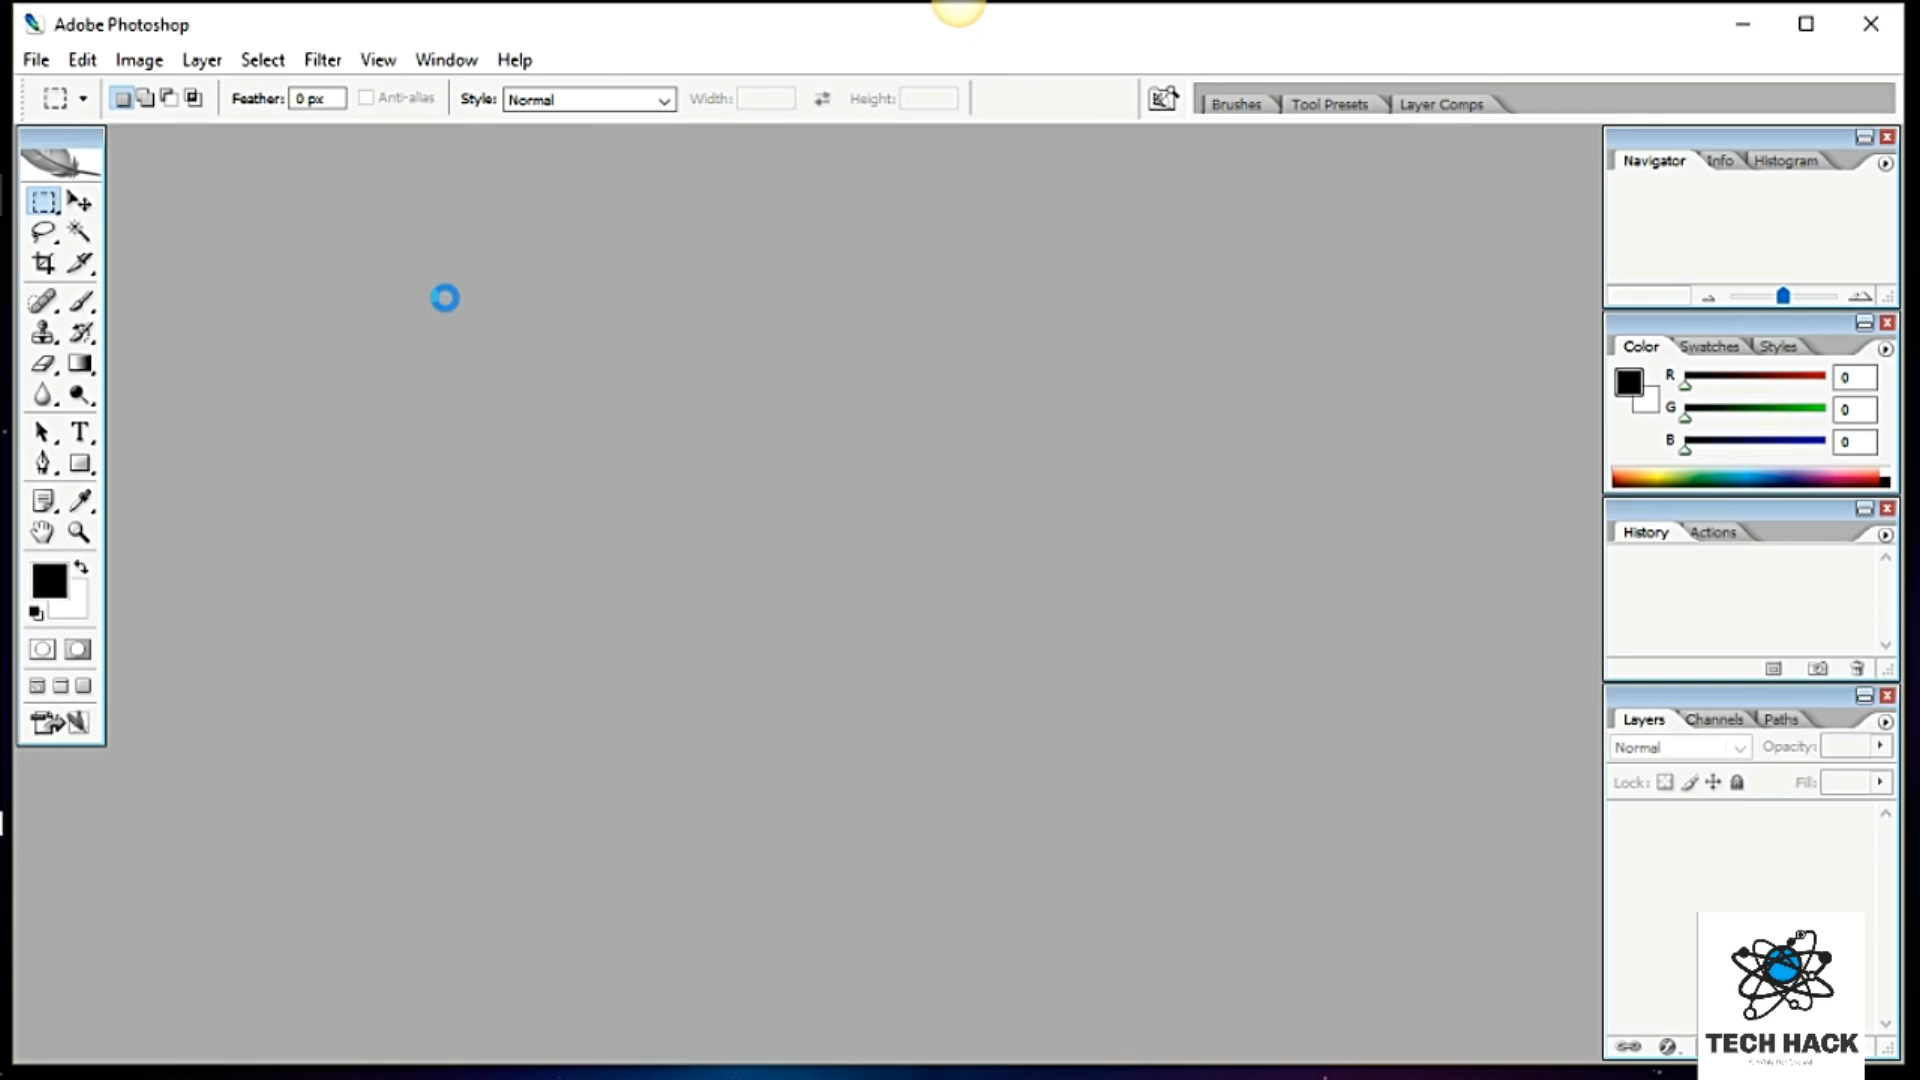 Adobe Photoshop
File Edit Image Layer Select Filter View Window Help
Feather: 0 px Anti-alias Style: Normal Width: Height: Brushes Tool Presets Layer Comps
Navigator Info Histogram
Color Swatches Styles
R 0
G 0
B 0
History Actions
Layers Channels Paths
Normal Opacity:
Lock: Fill:
TECH HACK